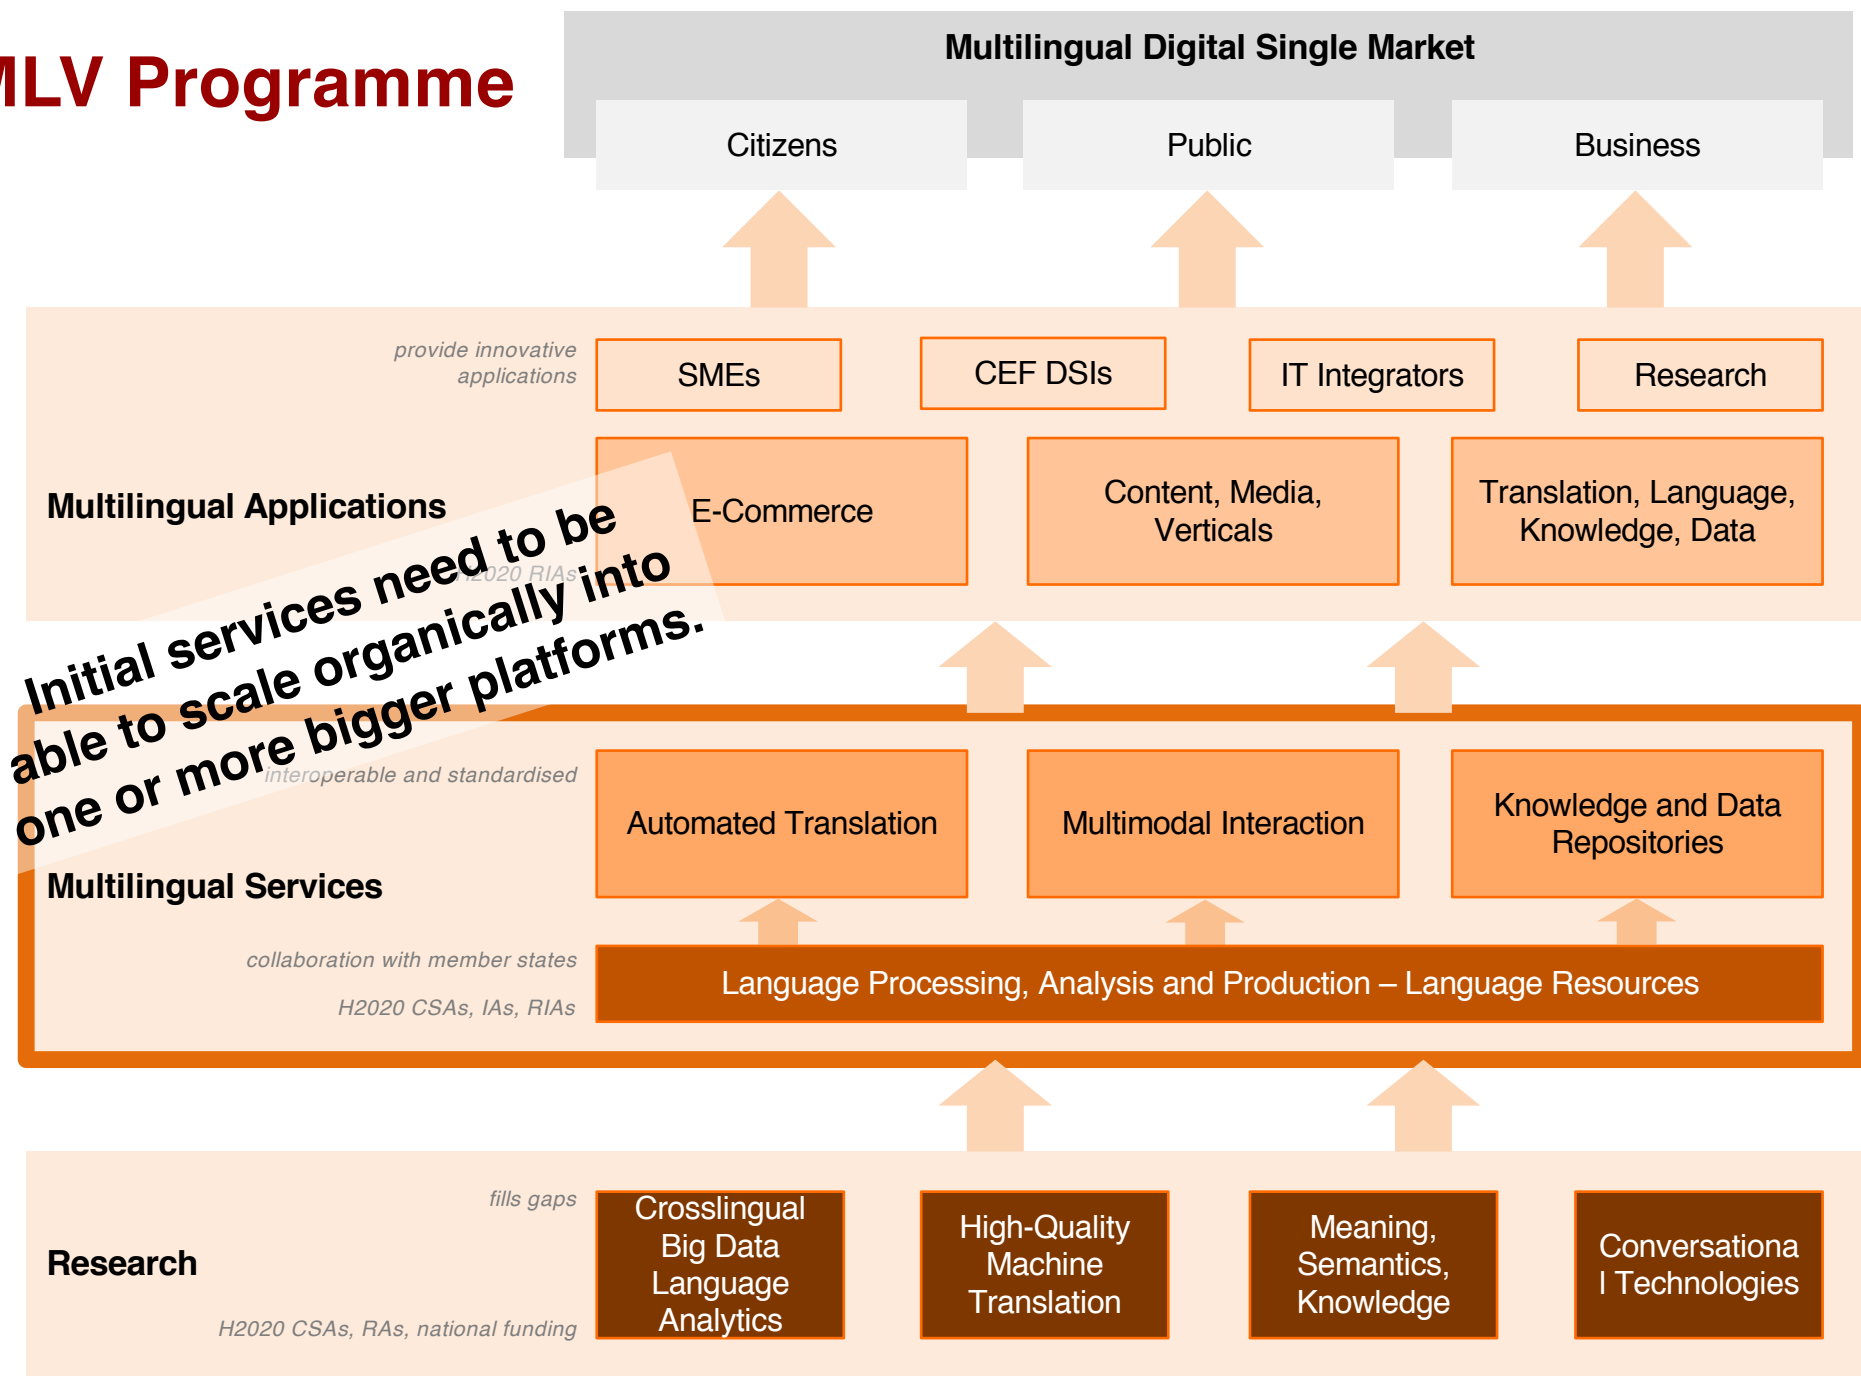 MLV Programme
Multilingual Digital Single Market
Citizens
Public
Business
provide innovative
applications
SMEs
CEF DSIs
IT Integrators
Research
Multilingual Applications
E-Commerce
Content, Media,
Verticals
Translation, Language,
Knowledge, Data
H2020 RIAs
Initial services need to be
able to scale organically into
one or more bigger platforms.
interoperable and standardised
Automated Translation
Multimodal Interaction
Knowledge and Data
Repositories
Multilingual Services
collaboration with member states
H2020 CSAs, IAs, RIAs
Language Processing, Analysis and Production – Language Resources
fills gaps
Research
H2020 CSAs, RAs, national funding
Crosslingual
Big Data
Language
Analytics
High-Quality
Machine
Translation
Meaning,
Semantics,
Knowledge
Conversationa
l Technologies